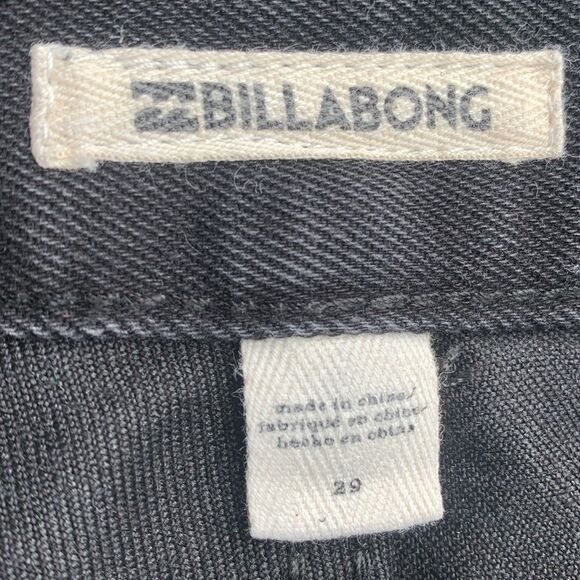 BILLABONG
made in china/
fabriqué en chine/
hecho en china
29